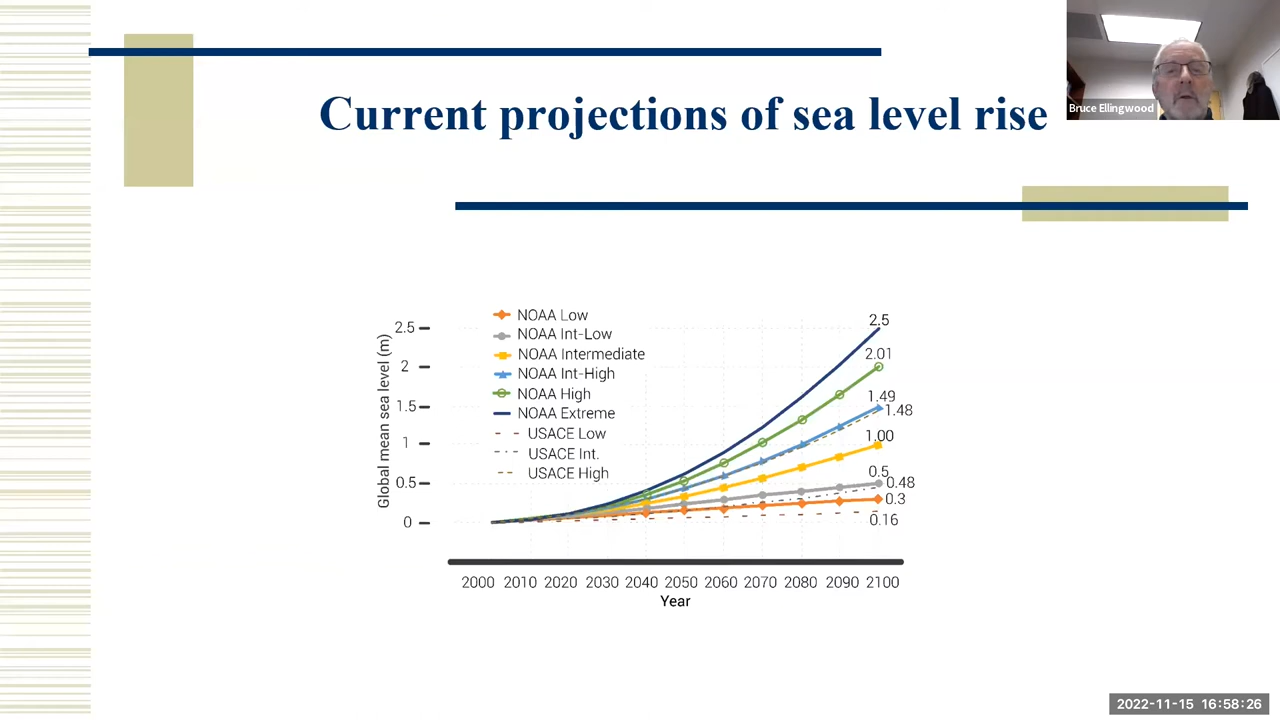 Current projections of sea level rise
Bruce Ellingwood
NOAA Low
NOAA Int-Low
NOAA Intermediate
NOAA Int-High
NOAA High
NOAA Extreme
USACE Low
USACE Int.
USACE High
Global mean sea level (m)
2.5
2
1.5
1
0.5
0
2.5
2.01
1.49
1.48
1.00
0.5
0.48
0.3
0.16
2000 2010 2020 2030 2040 2050 2060 2070 2080 2090 2100
Year
2022-11-15 16:58:26